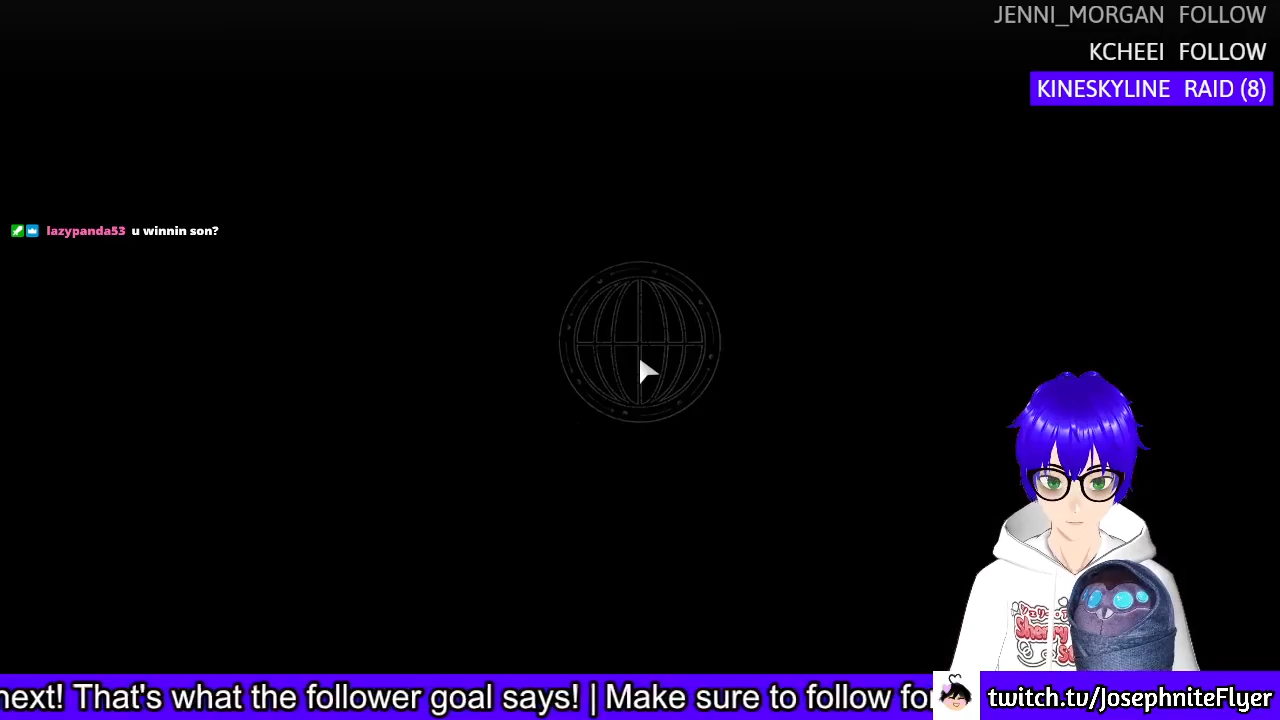 JENNI_MORGAN FOLLOW
KCHEEI FOLLOW
KINESKYLINE RAID (8)
lazypanda53 u winnin son?
next! That's what the follower goal says! | Make sure to follow for
twitch.tv/JosephniteFlyer